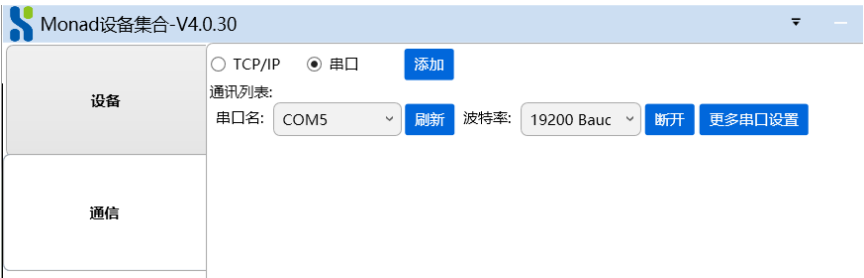 Monad设备集合-V4.0.30
设备
TCP/IP 串口 添加
通讯列表:
串口名: COM5 刷新 波特率: 19200 Bauc 断开 更多串口设置
通信